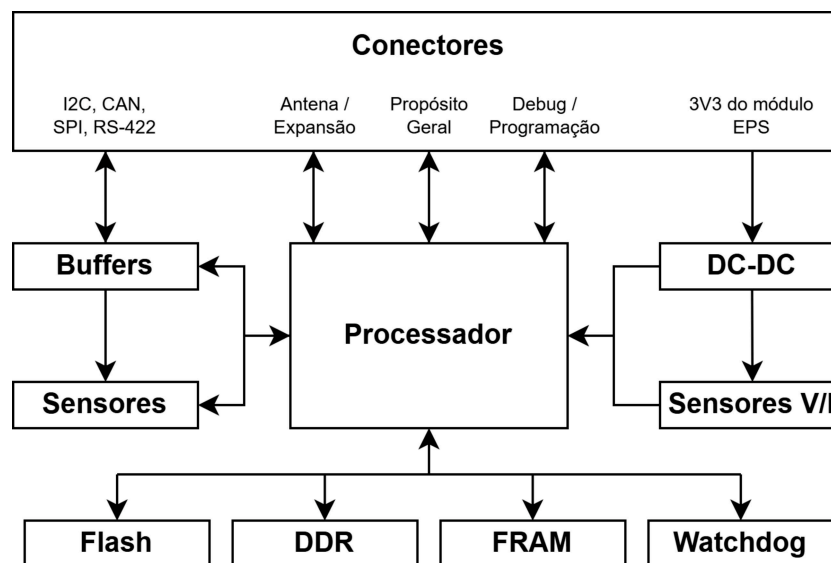 Conectores
I2C, CAN,
SPI, RS-422
Antena /
Expansão
Propósito
Geral
Debug /
Programação
3V3 do módulo
EPS
Buffers
DC-DC
Processador
Sensores
Sensores V/I
Flash
DDR
FRAM
Watchdog